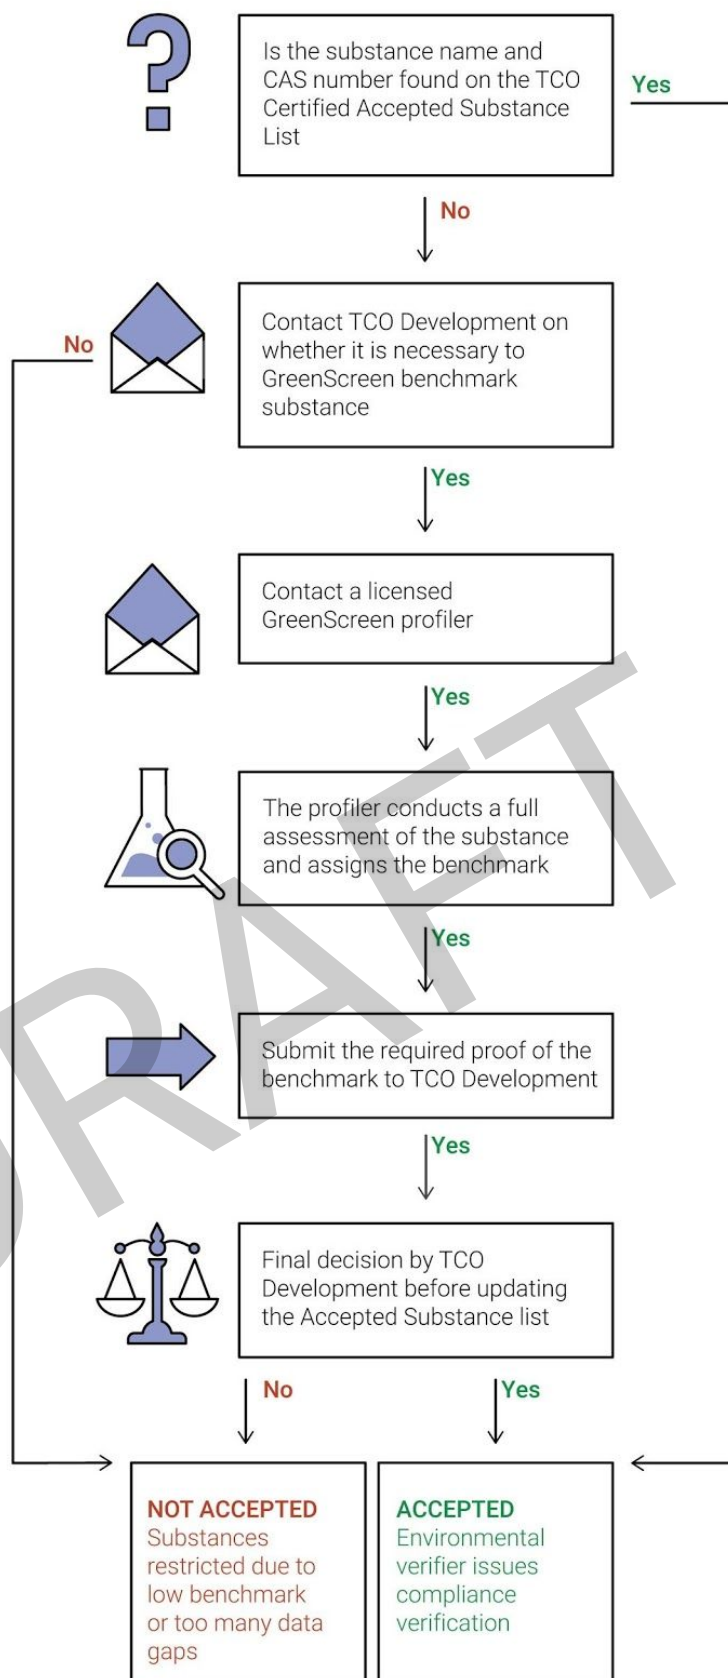 Is the substance name and
CAS number found on the TCO
Certified Accepted Substance
List
Yes
No
Contact TCO Development on
whether it is necessary to
GreenScreen benchmark
substance
No
Yes
Contact a licensed
GreenScreen profiler
Yes
The profiler conducts a full
assessment of the substance
and assigns the benchmark
Yes
Submit the required proof of the
benchmark to TCO Development
Yes
Final decision by TCO
Development before updating
the Accepted Substance list
No
Yes
NOT ACCEPTED
Substances
restricted due to
low benchmark
or too many data
gaps
ACCEPTED
Environmental
verifier issues
compliance
verification
DRAFT